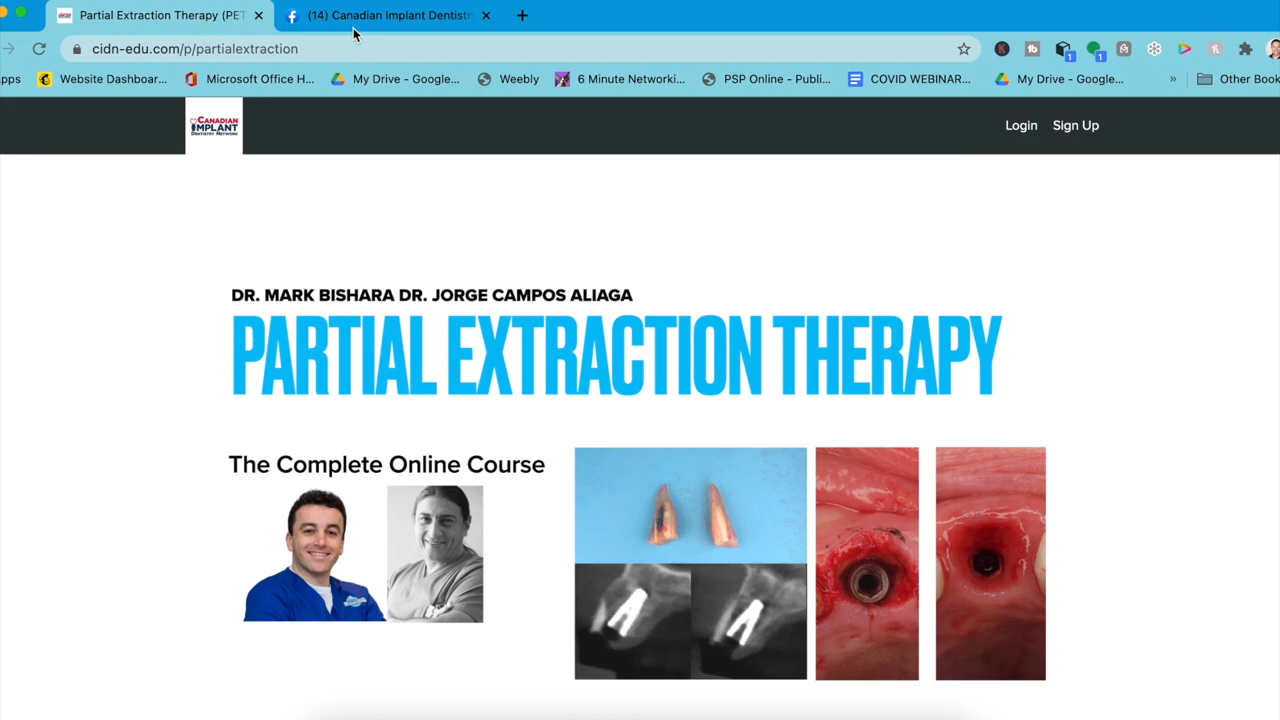 Partial Extraction Therapy (PET
(14) Canadian Implant Dentistr
cidn-edu.com/p/partialextraction
pps
Website Dashboar...
Microsoft Office H...
My Drive - Google...
Weebly
6 Minute Networki...
PSP Online - Publi...
COVID WEBINAR...
My Drive - Google...
»
Other Book
CANADIAN
IMPLANT
DENTISTRY NETWORK
Login
Sign Up
DR. MARK BISHARA DR. JORGE CAMPOS ALIAGA
PARTIAL EXTRACTION THERAPY
The Complete Online Course